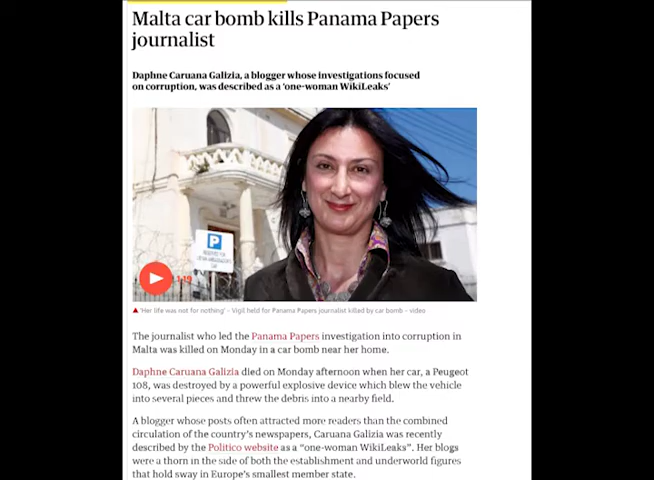 Malta car bomb kills Panama Papers
journalist
Daphne Caruana Galizia, a blogger whose investigations focused
on corruption, was described as a ‘one-woman WikiLeaks’
P
RESERVED FOR
1:19
▲ ‘Her life was not for nothing’ – Vigil held for Panama Papers journalist killed by car bomb – video
The journalist who led the Panama Papers investigation into corruption in
Malta was killed on Monday in a car bomb near her home.
Daphne Caruana Galizia died on Monday afternoon when her car, a Peugeot
108, was destroyed by a powerful explosive device which blew the vehicle
into several pieces and threw the debris into a nearby field.
A blogger whose posts often attracted more readers than the combined
circulation of the country’s newspapers, Caruana Galizia was recently
described by the Politico website as a “one-woman WikiLeaks”. Her blogs
were a thorn in the side of both the establishment and underworld figures
that hold sway in Europe’s smallest member state.